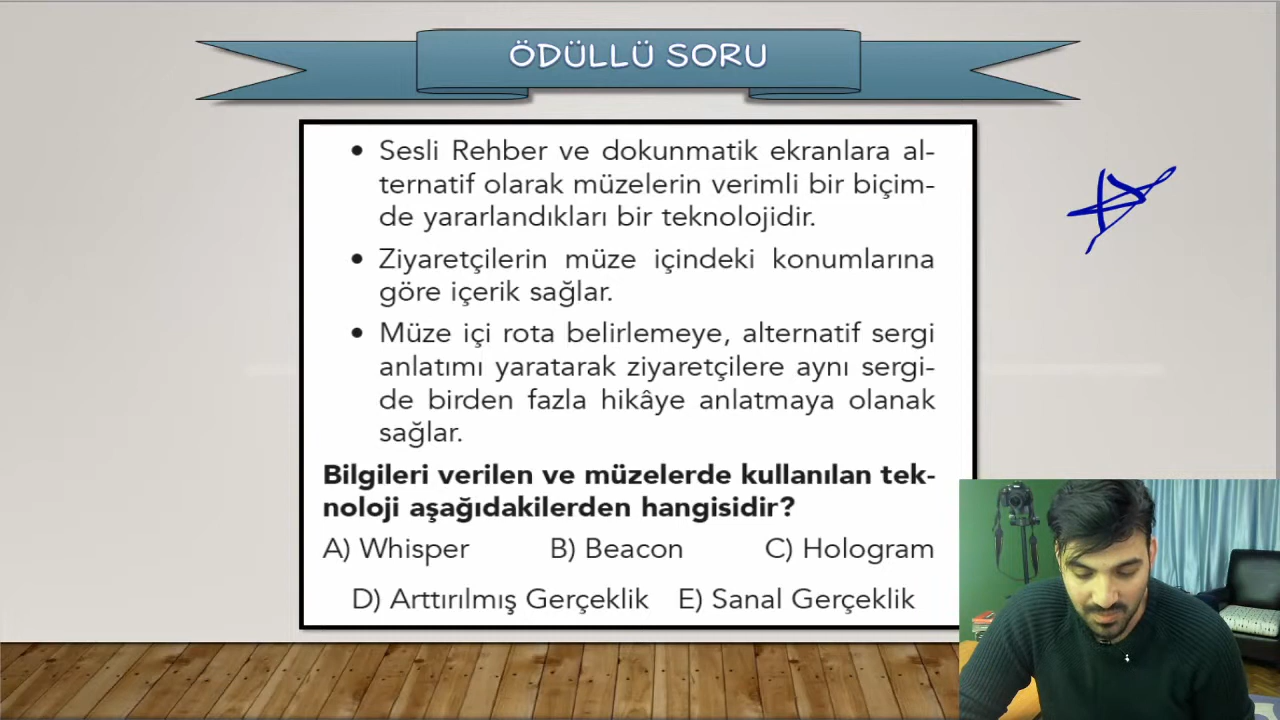 ÖDÜLLÜ SORU
• Sesli Rehber ve dokunmatik ekranlara al-
ternatif olarak müzelerin verimli bir biçim-
de yararlandıkları bir teknolojidir.
• Ziyaretçilerin müze içindeki konumlarına
göre içerik sağlar.
• Müze içi rota belirlemeye, alternatif sergi
anlatımı yaratarak ziyaretçilere aynı sergi-
de birden fazla hikâye anlatmaya olanak
sağlar.
Bilgileri verilen ve müzelerde kullanılan tek-
noloji aşağıdakilerden hangisidir?
A) Whisper B) Beacon C) Hologram
D) Arttırılmış Gerçeklik E) Sanal Gerçeklik